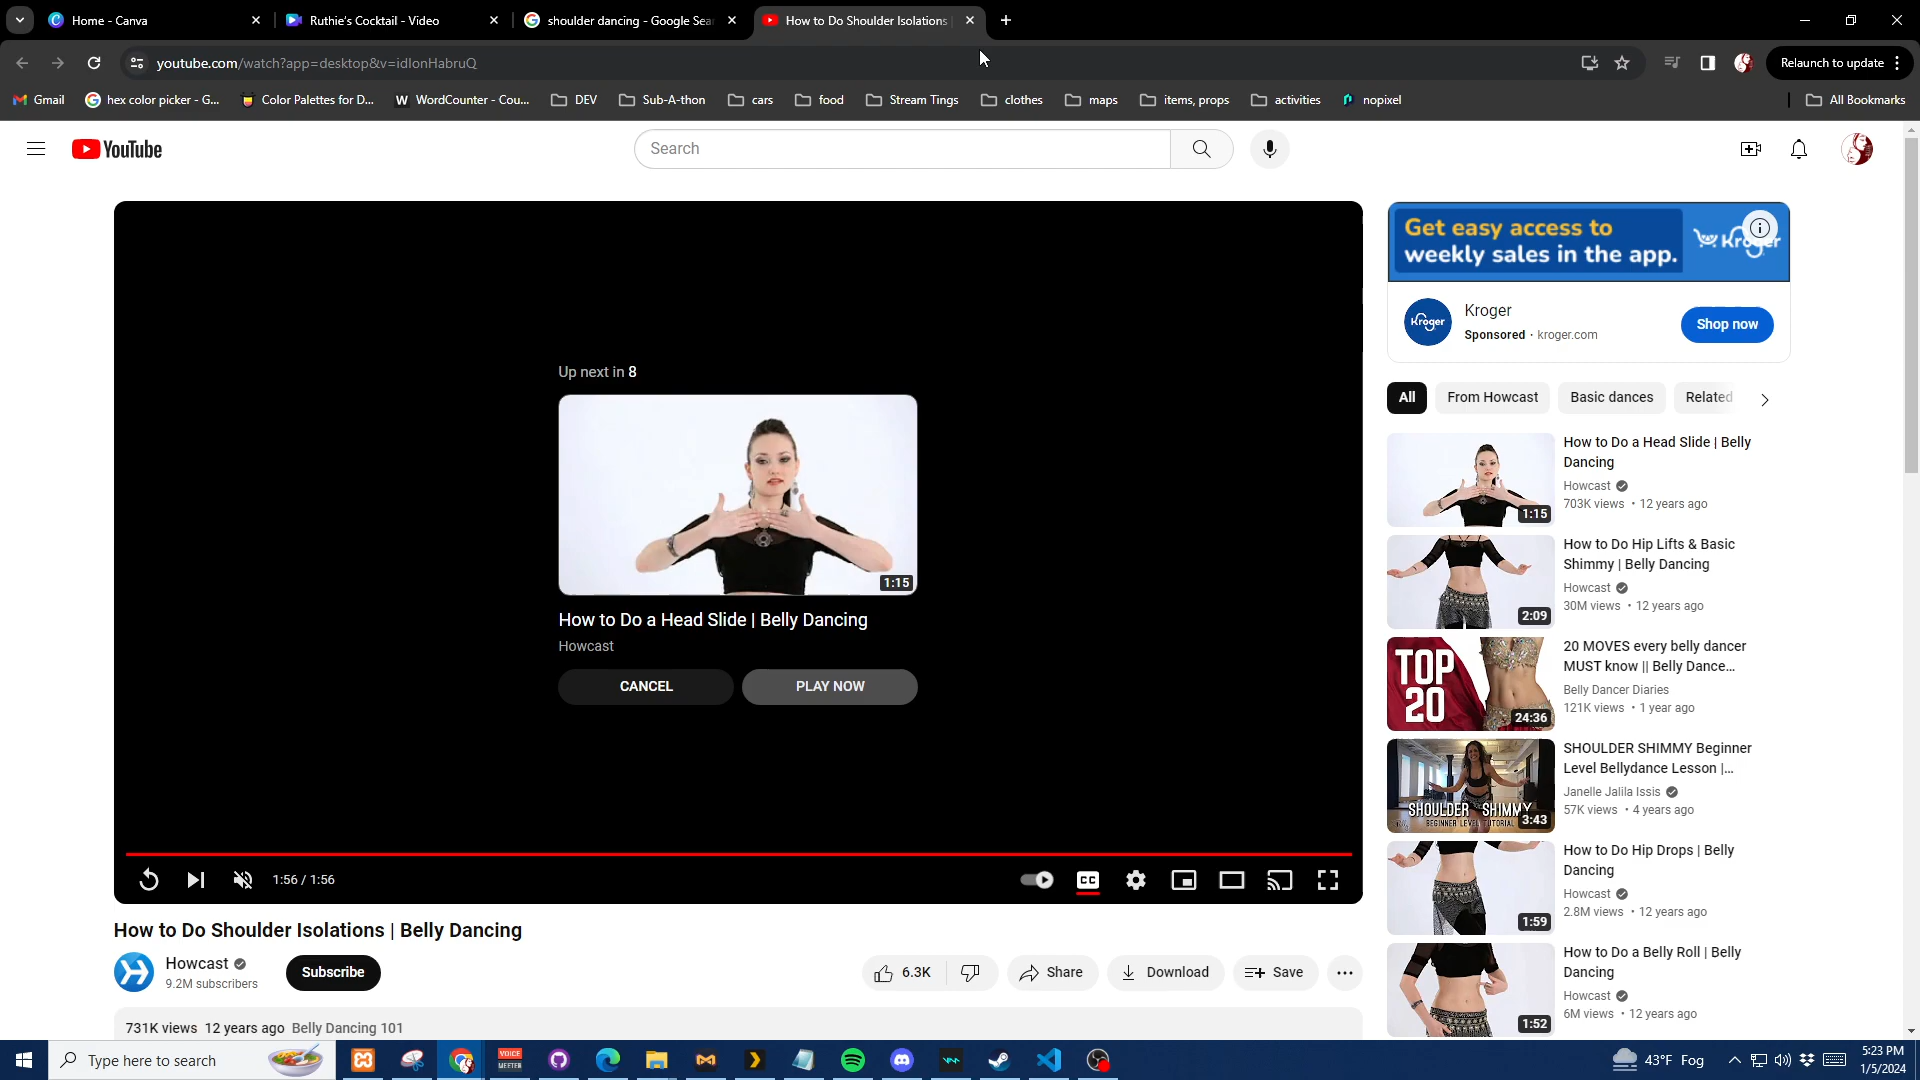 Home - Canva
Ruthie's Cocktail - Video
shoulder dancing - Google Sea
How to Do Shoulder Isolations |
youtube.com/watch?app=desktop&v=idIonHabruQ
Relaunch to update
Gmail
hex color picker - G...
Color Palettes for D...
W WordCounter - Cou...
DEV
Sub-A-thon
cars
food
Stream Tings
clothes
maps
items, props
activities
nopixel
All Bookmarks
YouTube
Search
Get easy access to
weekly sales in the app.
Kroger
Kroger
Kroger
Sponsored · kroger.com
Shop now
Up next in 8
1:15
How to Do a Head Slide | Belly Dancing
Howcast
CANCEL
PLAY NOW
1:56 / 1:56
CC
How to Do Shoulder Isolations | Belly Dancing
Howcast
9.2M subscribers
Subscribe
6.3K
Share
Download
Save
731K views 12 years ago Belly Dancing 101
All
From Howcast
Basic dances
Related
1:15
How to Do a Head Slide | Belly
Dancing
Howcast
703K views • 12 years ago
2:09
How to Do Hip Lifts & Basic
Shimmy | Belly Dancing
Howcast
30M views • 12 years ago
TOP
20
24:36
20 MOVES every belly dancer
MUST know || Belly Dance...
Belly Dancer Diaries
121K views • 1 year ago
SHOULDER SHIMMY
BEGINNER LEVEL TUTORIAL
3:43
SHOULDER SHIMMY Beginner
Level Bellydance Lesson |...
Janelle Jalila Issis
57K views • 4 years ago
1:59
How to Do Hip Drops | Belly
Dancing
Howcast
2.8M views • 12 years ago
1:52
How to Do a Belly Roll | Belly
Dancing
Howcast
6M views • 12 years ago
Type here to search
VOICE
MEETER
43°F Fog
5:23 PM
1/5/2024